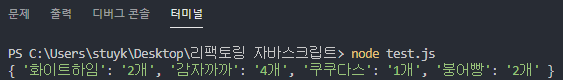 문제 출력 디버그 콘솔 터미널
PS C:\Users\stuyk\Desktop\리팩토링 자바스크립트> node test.js
{ '화이트하임': '2개', '감자까까': '4개', '쿠쿠다스': '1개', '붕어빵': '2개' }